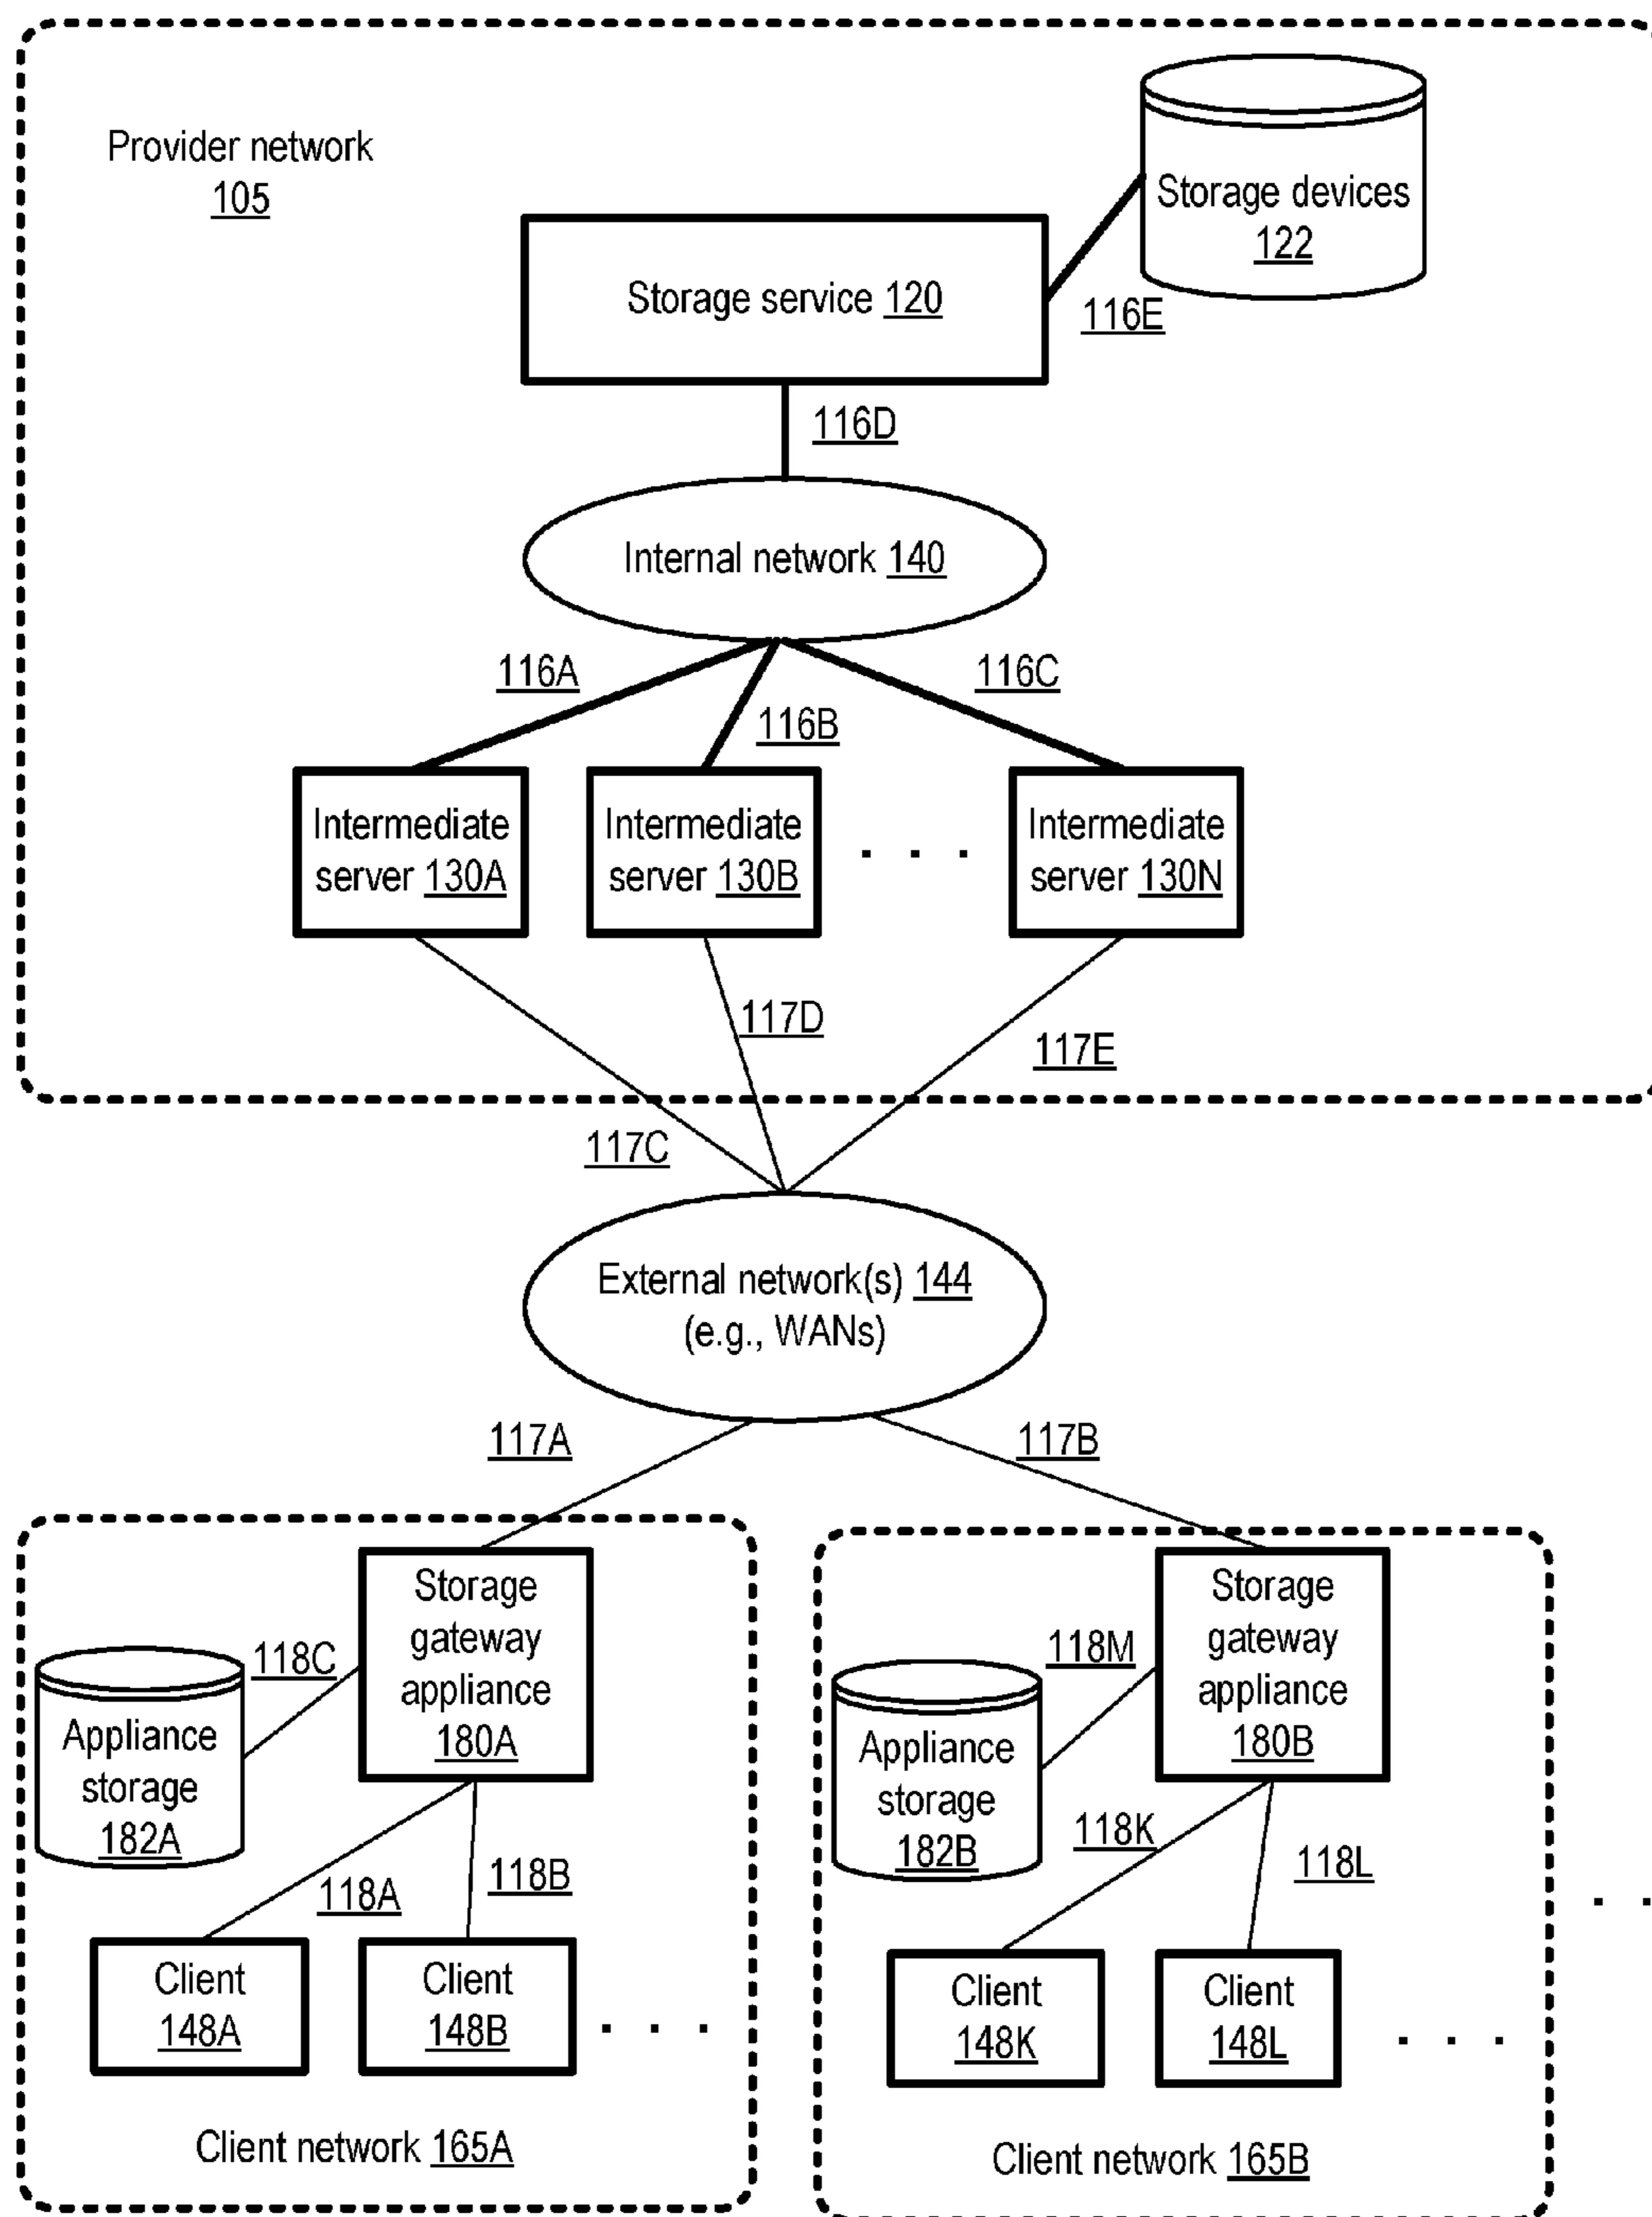 Provider network
105
Storage devices
122
Storage service 120
116E
116D
Internal network 140
116A
116C
116B
Intermediate
server 130A
Intermediate
server 130B
. . .
Intermediate
server 130N
117D
117E
117C
External network(s) 144
(e.g., WANs)
117A
117B
Storage
gateway
appliance
180A
118C
Appliance
storage
182A
118A
118B
Client
148A
Client
148B
. . .
Client network 165A
Storage
gateway
appliance
180B
118M
Appliance
storage
182B
118K
118L
Client
148K
Client
148L
. . .
Client network 165B
. .